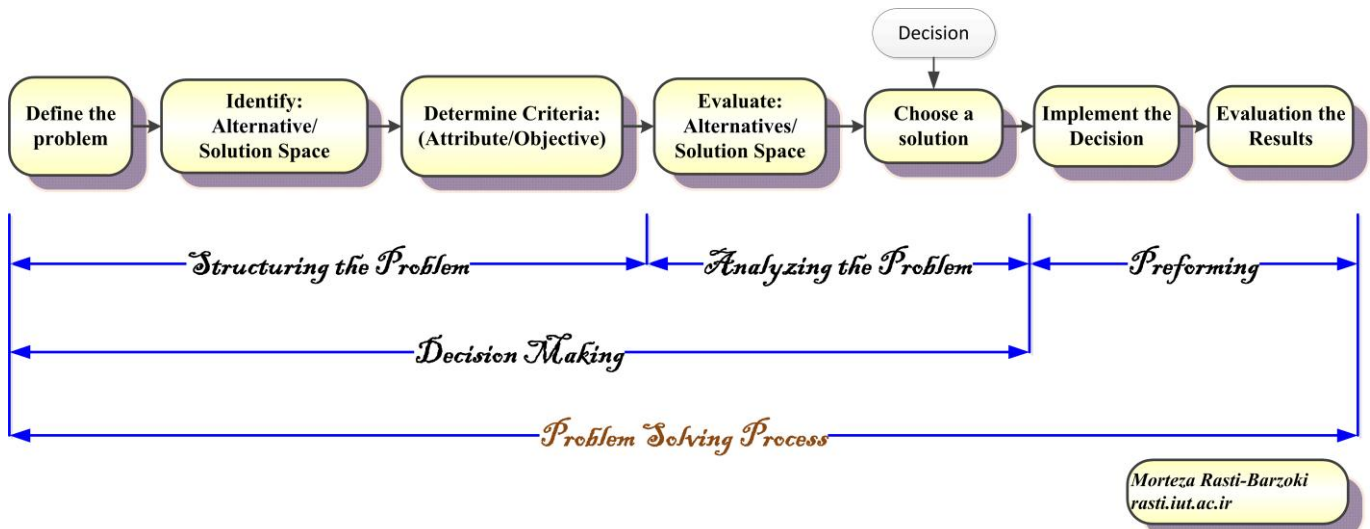 Decision
Define the
problem
Identify:
Alternative/
Solution Space
Determine Criteria:
(Attribute/Objective)
Evaluate:
Alternatives/
Solution Space
Choose a
solution
Implement the
Decision
Evaluation the
Results
Structuring the Problem
Analyzing the Problem
Preforming
Decision Making
Problem Solving Process
Morteza Rasti-Barzoki
rasti.iut.ac.ir